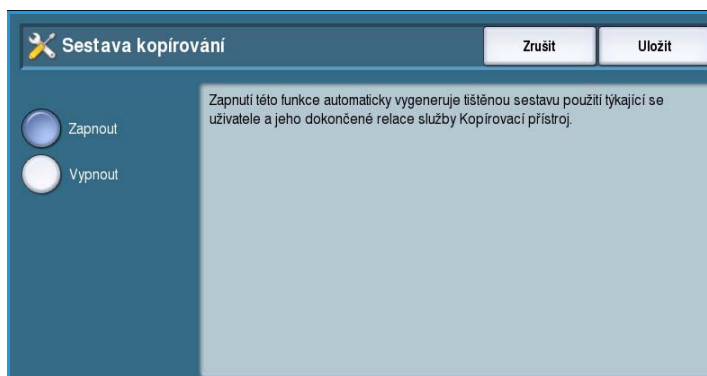 Sestava kopírování
Zrušit
Uložit
Zapnout
Vypnout
Zapnutí této funkce automaticky vygeneruje tištěnou sestavu použití týkající se
uživatele a jeho dokončené relace služby Kopírovací přístroj.